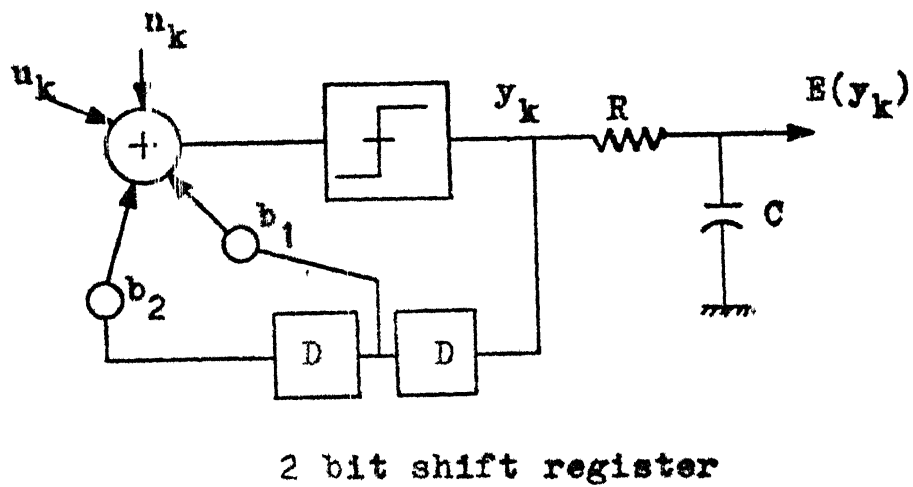 n_k
u_k
+
y_k
R
E(y_k)
b_1
C
b_2
D
D
2 bit shift register